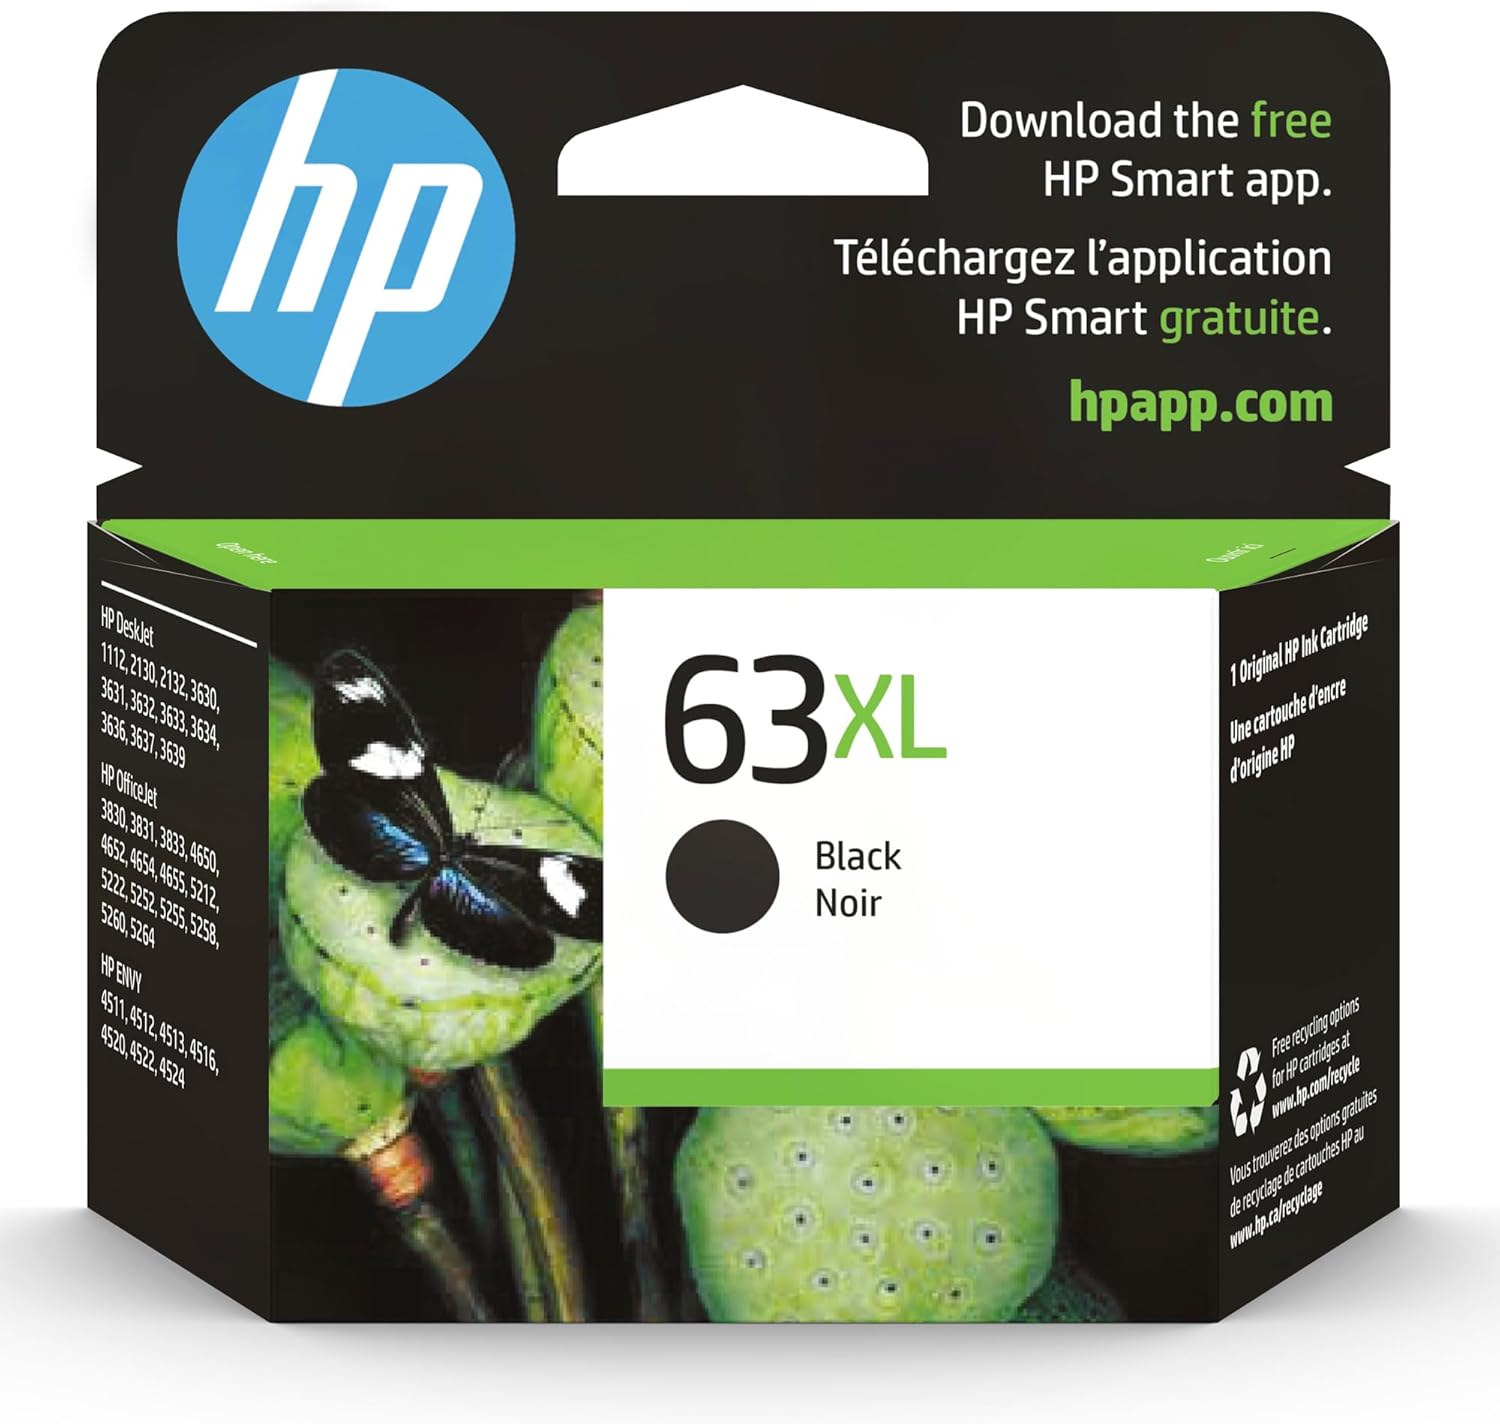 hp
Download the free
HP Smart app.
Téléchargez l’application
HP Smart gratuite.
hpapp.com
Open here
Ouvrir ici
HP DeskJet
1112, 2130, 2132, 3630,
3631, 3632, 3633, 3634,
3636, 3637, 3639
HP OfficeJet
3830, 3831, 3833, 4650,
4652, 4654, 4655, 5212,
5222, 5252, 5255, 5258,
5260, 5264
HP ENVY
4511, 4512, 4513, 4516,
4520, 4522, 4524
63XL
Black
Noir
1 Original HP Ink Cartridge
Une cartouche d'encre
d'origine HP
Free recycling options
for HP cartridges at
www.hp.com/recycle
Vous trouverez des options gratuites
de recyclage de cartouches HP au
www.hp.ca/recyclage